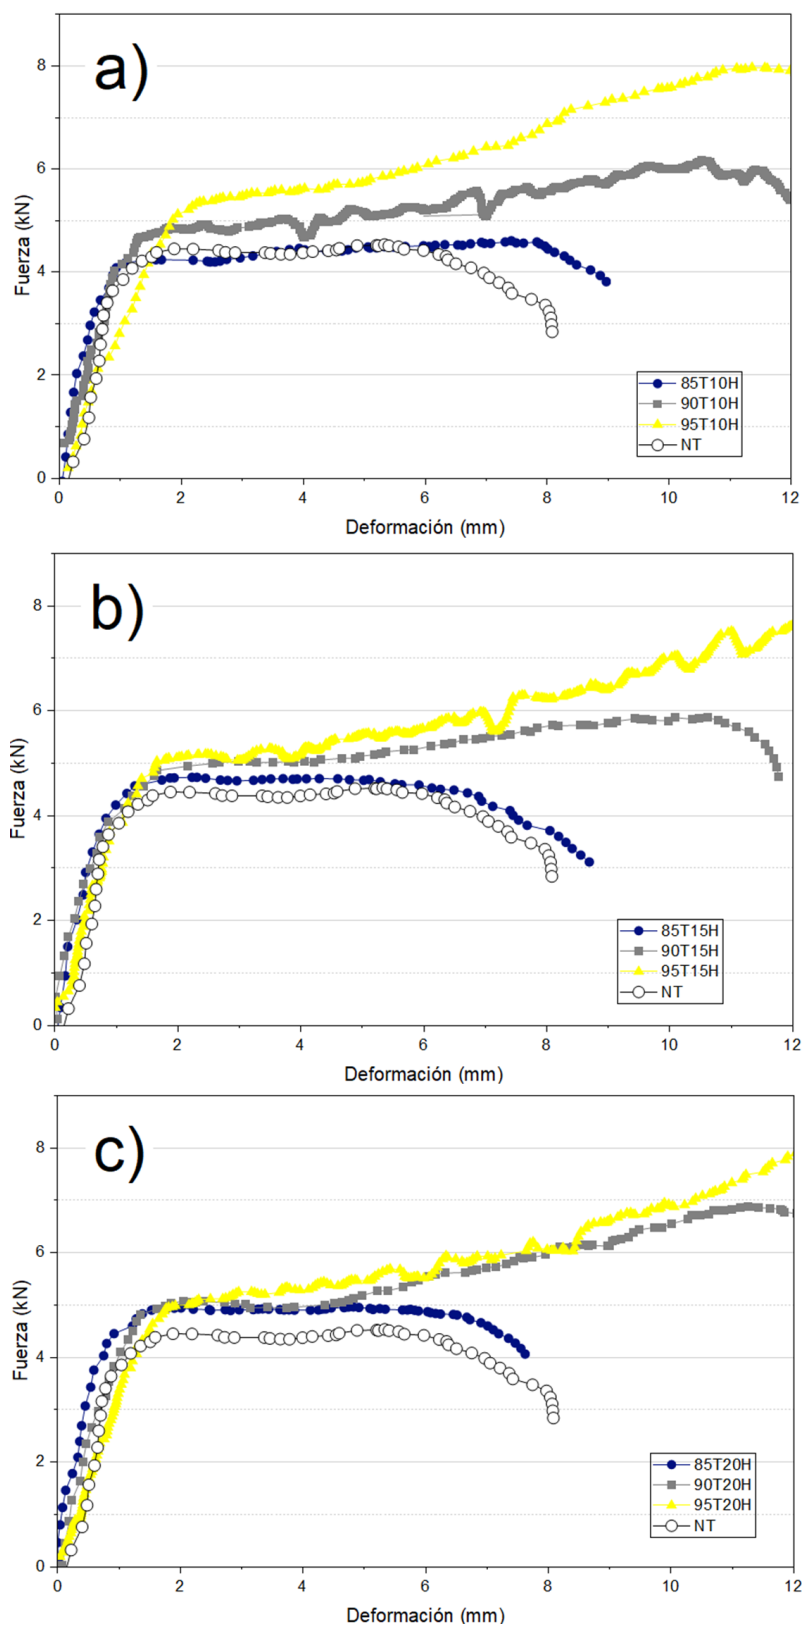 a)
8
6
4
2
0
Fuerza (kN)
85T10H
90T10H
95T10H
NT
0 2 4 6 8 10 12
Deformación (mm)
b)
8
6
4
2
0
Fuerza (kN)
85T15H
90T15H
95T15H
NT
0 2 4 6 8 10 12
Deformación (mm)
c)
8
6
4
2
0
Fuerza (kN)
85T20H
90T20H
95T20H
NT
0 2 4 6 8 10 12
Deformación (mm)